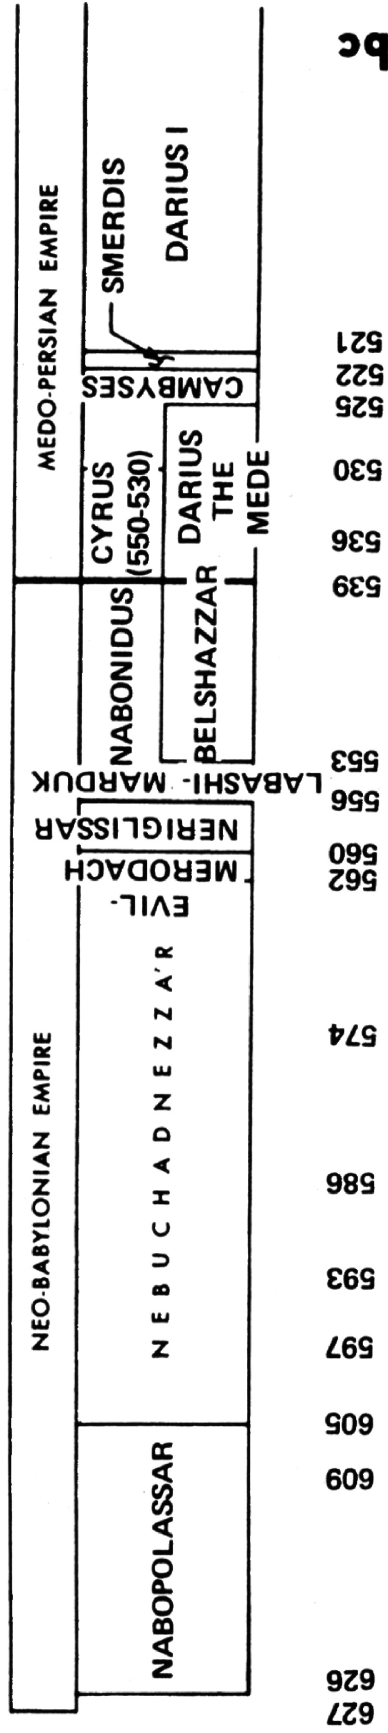 bc
MEDO-PERSIAN EMPIRE
SMERDIS
DARIUS I
CAMBYSES
CYRUS
(550-530)
DARIUS
THE
MEDE
NABONIDUS
BELSHAZZAR
LABASHI-MARDUK
NERIGLISSAR
EVIL-
MERODACH
NEO-BABYLONIAN EMPIRE
NEBUCHADNEZZA'R
NABOPOLASSAR
521
522
525
530
536
539
553
556
560
562
574
586
593
597
605
609
626
627